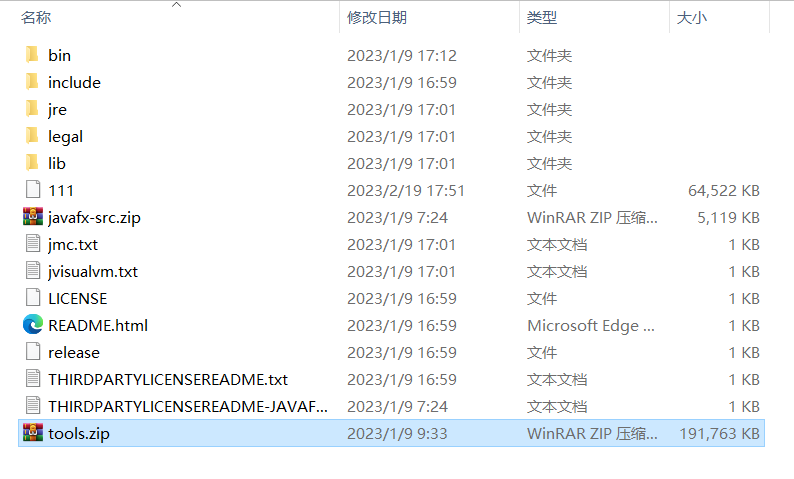 名称 修改日期 类型 大小
bin 2023/1/9 17:12 文件夹
include 2023/1/9 16:59 文件夹
jre 2023/1/9 17:01 文件夹
legal 2023/1/9 17:01 文件夹
lib 2023/1/9 17:01 文件夹
111 2023/2/19 17:51 文件 64,522 KB
javafx-src.zip 2023/1/9 7:24 WinRAR ZIP 压缩... 5,119 KB
jmc.txt 2023/1/9 17:01 文本文档 1 KB
jvisualvm.txt 2023/1/9 17:01 文本文档 1 KB
LICENSE 2023/1/9 16:59 文件 1 KB
README.html 2023/1/9 16:59 Microsoft Edge ... 1 KB
release 2023/1/9 16:59 文件 1 KB
THIRDPARTYLICENSEREADME.txt 2023/1/9 16:59 文本文档 1 KB
THIRDPARTYLICENSEREADME-JAVAF... 2023/1/9 7:24 文本文档 1 KB
tools.zip 2023/1/9 9:33 WinRAR ZIP 压缩... 191,763 KB